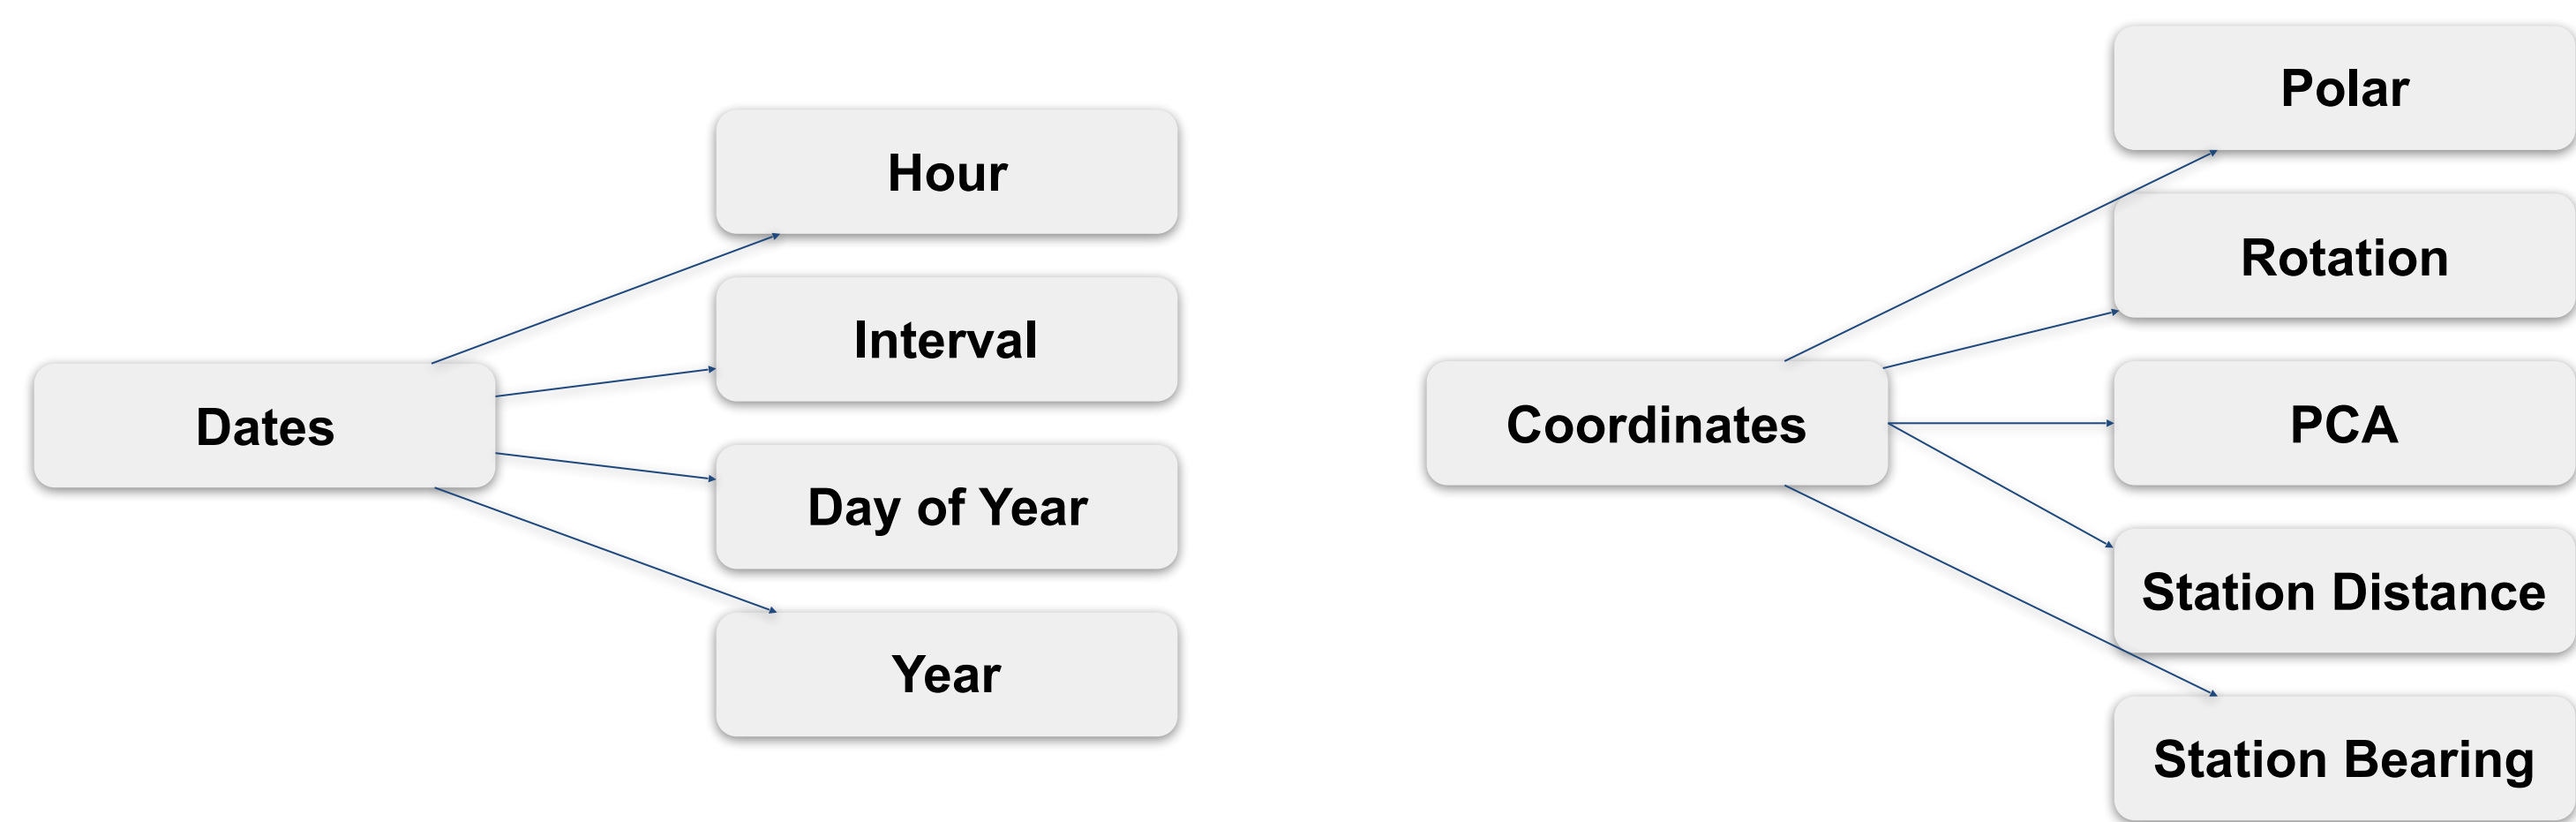 Dates
Hour
Interval
Day of Year
Year
Coordinates
Polar
Rotation
PCA
Station Distance
Station Bearing